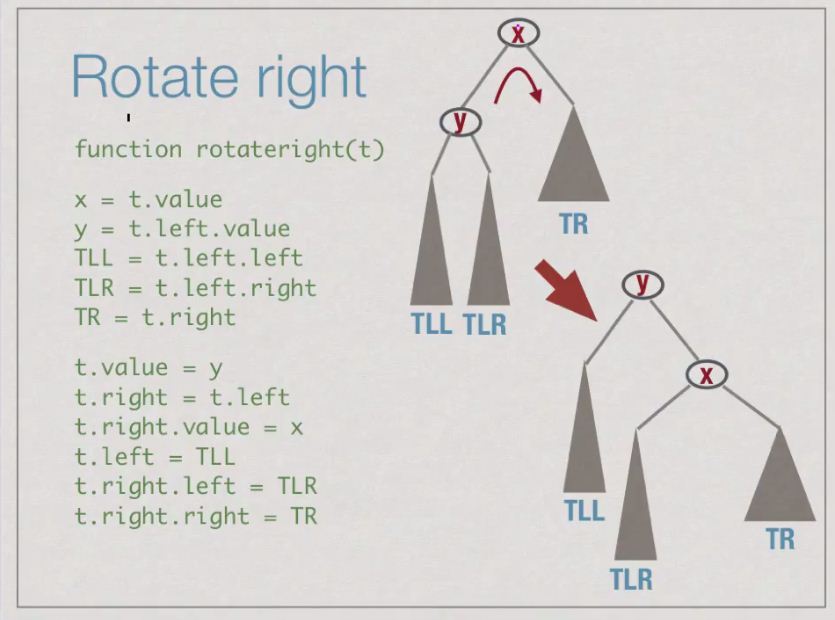 Rotate right
function rotateright(t)
x = t.value
y = t.left.value
TLL = t.left.left
TLR = t.left.right
TR = t.right
t.value = y
t.right = t.left
t.right.value = x
t.left = TLL
t.right.left = TLR
t.right.right = TR
x
y
TR
TLL TLR
y
x
TLL
TR
TLR